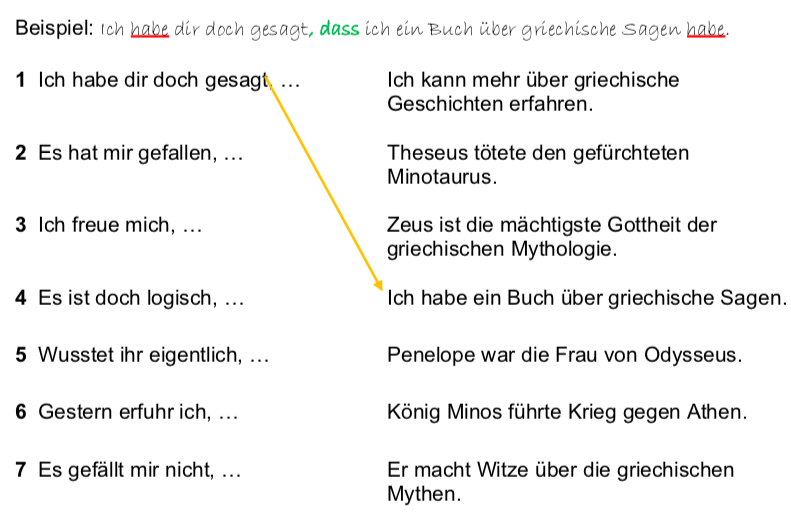 Beispiel: Ich habe dir doch gesagt, dass ich ein Buch über griechische Sagen habe.
1 Ich habe dir doch gesagt, …
Ich kann mehr über griechische
Geschichten erfahren.
2 Es hat mir gefallen, …
Theseus tötete den gefürchteten
Minotaurus.
3 Ich freue mich, …
Zeus ist die mächtigste Gottheit der
griechischen Mythologie.
4 Es ist doch logisch, …
Ich habe ein Buch über griechische Sagen.
5 Wusstet ihr eigentlich, …
Penelope war die Frau von Odysseus.
6 Gestern erfuhr ich, …
König Minos führte Krieg gegen Athen.
7 Es gefällt mir nicht, …
Er macht Witze über die griechischen
Mythen.